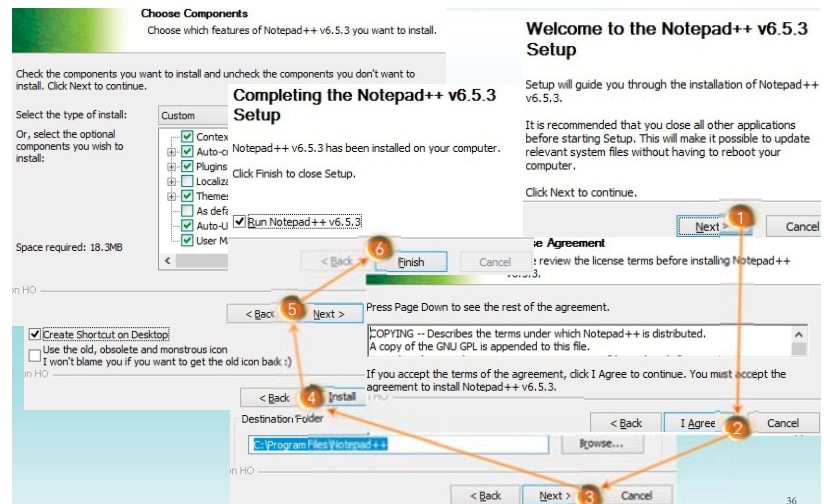 Choose Components
Choose which features of Notepad++ v6.5.3 you want to install.
Check the components you want to install and uncheck the components you don't want to
install. Click Next to continue.
Select the type of install:
Custom
Or, select the optional
components you wish to
install:
Plugins
Themes
As defa
Auto-U
User M
Space required: 18.3MB
Welcome to the Notepad++ v6.5.3
Setup
Setup will guide you through the installation of Notepad++
v6.5.3.
It is recommended that you close all other applications
before starting Setup. This will make it possible to update
relevant system files without having to reboot your
computer.
Click Next to continue.
Next >
1
Cancel
Completing the Notepad++ v6.5.3
Setup
Notepad++ v6.5.3 has been installed on your computer.
Click Finish to close Setup.
Run Notepad++ v6.5.3
< Back
6
Finish
Cancel
se Agreement
review the license terms before installing Notepad++
v6.5.3.
Press Page Down to see the rest of the agreement.
COPYING -- Describes the terms under which Notepad++ is distributed.
A copy of the GNU GPL is appended to this file.
If you accept the terms of the agreement, click I Agree to continue. You must accept the
agreement to install Notepad++ v6.5.3.
< Back
I Agree
2
Cancel
on HO
< Back
5
Next >
Create Shortcut on Desktop
Use the old, obsolete and monstrous icon
I won't blame you if you want to get the old icon back :)
on HO
< Back
4
Install
Destination Folder
C:\Program Files\Notepad++
Browse...
on HO
< Back
Next >
3
Cancel
36